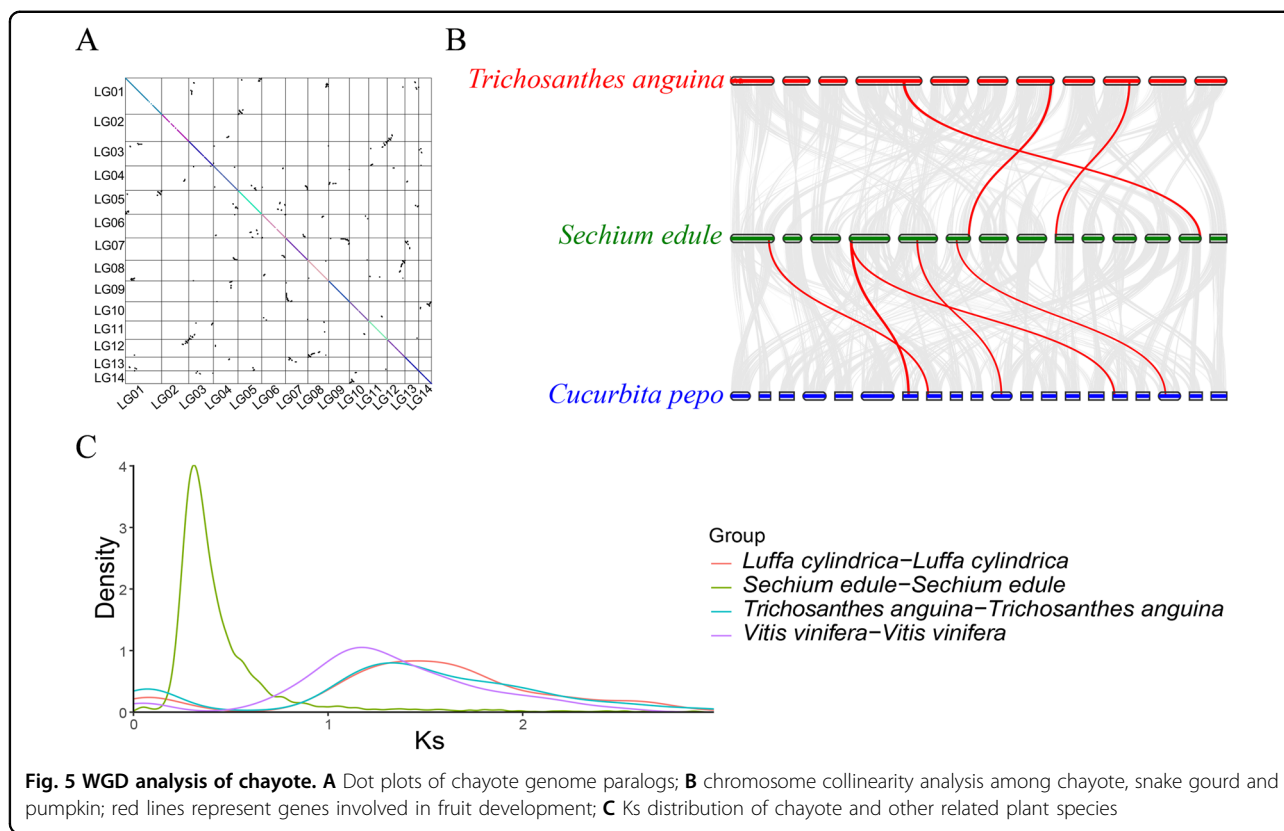 A
LG01
LG02
LG03
LG04
LG05
LG06
LG07
LG08
LG09
LG10
LG11
LG12
LG13
LG14
LG01 LG02 LG03 LG04 LG05 LG06 LG07 LG08 LG09 LG10 LG11 LG12 LG13 LG14
B
Trichosanthes anguina
Sechium edule
Cucurbita pepo
C
Density
4
3
2
1
0
0 1 2
Ks
Group
Luffa cylindrica−Luffa cylindrica
Sechium edule−Sechium edule
Trichosanthes anguina−Trichosanthes anguina
Vitis vinifera−Vitis vinifera
Fig. 5 WGD analysis of chayote. A Dot plots of chayote genome paralogs; B chromosome collinearity analysis among chayote, snake gourd and
pumpkin; red lines represent genes involved in fruit development; C Ks distribution of chayote and other related plant species